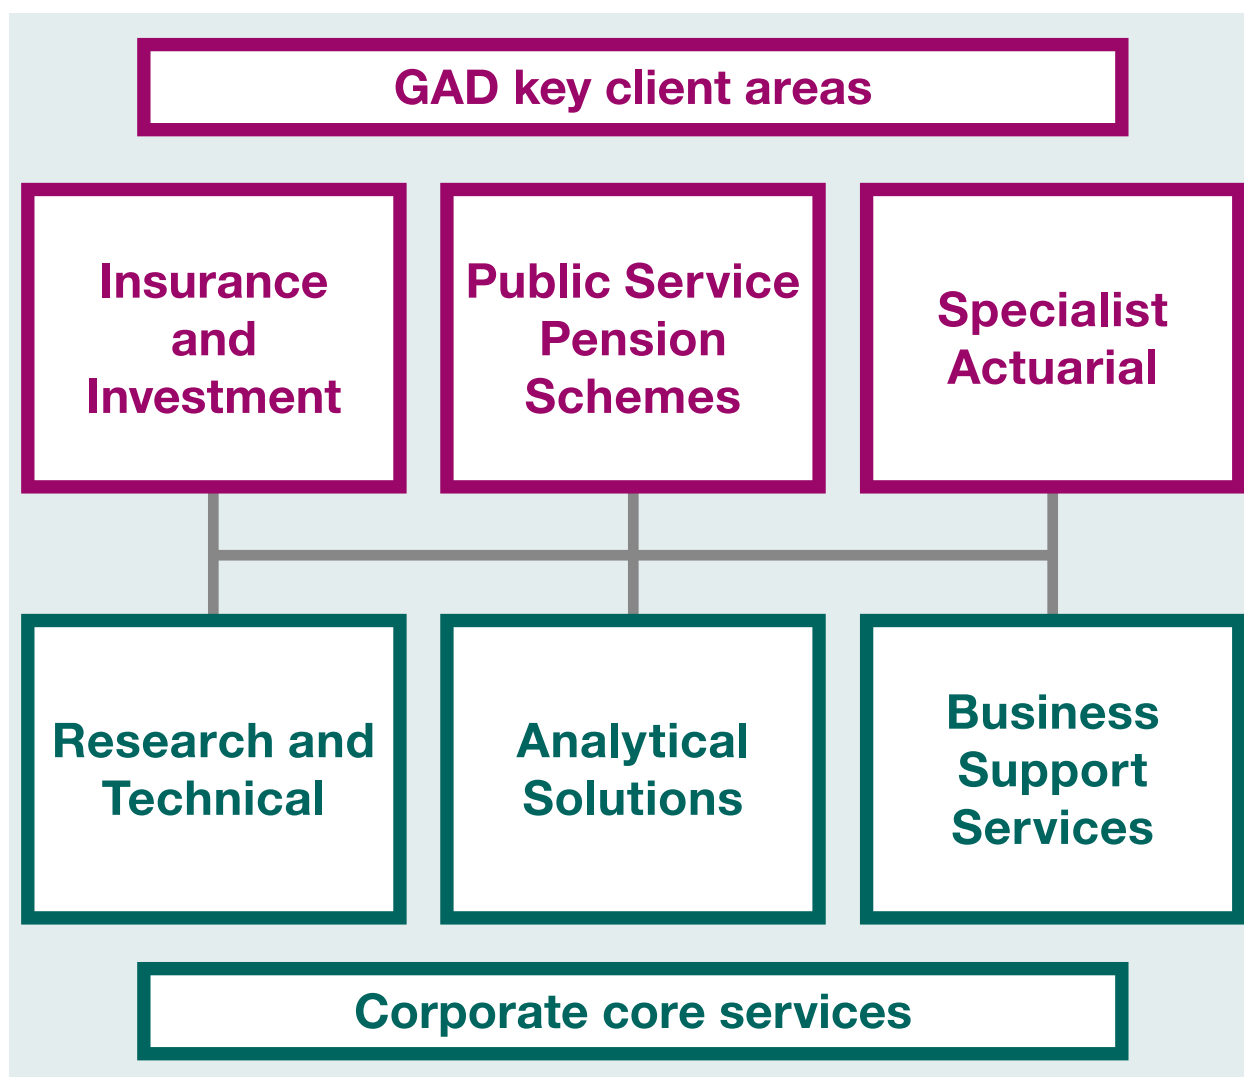 GAD key client areas
Insurance
and
Investment
Public Service
Pension
Schemes
Specialist
Actuarial
Research and
Technical
Analytical
Solutions
Business
Support
Services
Corporate core services